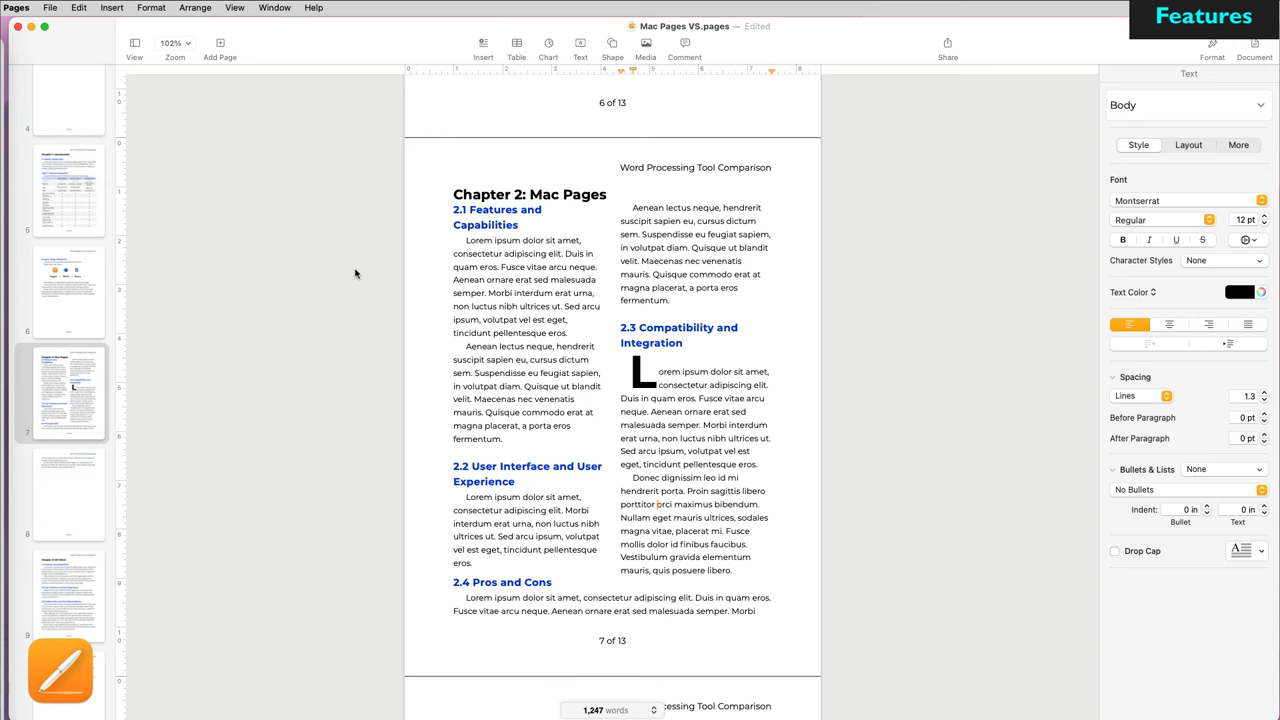 Pages File Edit Insert Format Arrange View Window Help
Features
Mac Pages VS.pages — Edited
102%
View Zoom Add Page Insert Table Chart Text Shape Media Comment Share Format Document
0 1 2 3 4 5 6 7 8
4
5
6
7
8
9
6 of 13
Word Processing Tool Comparison
Chapter 2: Mac Pages
2.1 Features and
Capabilities
Lorem ipsum dolor sit amet,
consectetur adipiscing elit. Duis in
quam eros. Fusce vitae arcu neque.
Aenean ornare erat sed malesuada
semper. Morbi interdum erat urna,
non luctus nibh ultrices ut. Sed arcu
ipsum, volutpat vel est eget,
tincidunt pellentesque eros.
Aenean lectus neque, hendrerit
suscipit sapien eu, cursus dictum
sem. Suspendisse eu feugiat sapien,
in volutpat diam. Quisque ut blandit
velit. Maecenas nec venenatis
mauris. Quisque commodo erat at
magna placerat, a porta eros
fermentum.
2.2 User Interface and User
Experience
Lorem ipsum dolor sit amet,
consectetur adipiscing elit. Morbi
interdum erat urna, non luctus nibh
ultrices ut. Sed arcu ipsum, volutpat
vel est eget, tincidunt pellentesque
eros.
Aenean lectus neque, hendrerit
suscipit sapien eu, cursus dictum
sem. Suspendisse eu feugiat sapien,
in volutpat diam. Quisque ut blandit
velit. Maecenas nec venenatis
mauris. Quisque commodo erat at
magna placerat, a porta eros
fermentum.
2.3 Compatibility and
Integration
Lorem ipsum dolor sit amet,
consectetur adipiscing elit.
Duis in quam eros. Fusce vitae arcu
neque. Aenean ornare erat sed
malesuada semper. Morbi interdum
erat urna, non luctus nibh ultrices ut.
Sed arcu ipsum, volutpat vel est
eget, tincidunt pellentesque eros.
Donec dignissim leo id mi
hendrerit porta. Proin sagittis libero
porttitor orci maximus bibendum.
Nullam eget mauris ultrices, sodales
magna vitae, placerat mi. Fusce
mollis dolor id finibus faucibus.
Vestibulum gravida elementum
mauris, quis posuere libero.
2.4 Pros and Cons
Lorem ipsum dolor sit amet, consectetur adipiscing elit. Duis in quam eros.
Fusce vitae arcu neque. Aenean ornare erat sed malesuada semper. Morbi
7 of 13
1,247 words
cessing Tool Comparison
Text
Body
Style Layout More
Font
Montserrat
Regular 12 pt
B I U S
Character Styles None
Text Color
Spacing
Lines 1.3
Before Paragraph 0 pt
After Paragraph 0 pt
Bullets & Lists None
No Bullets
Indent: 0 in 0 in
Bullet Text
Drop Cap